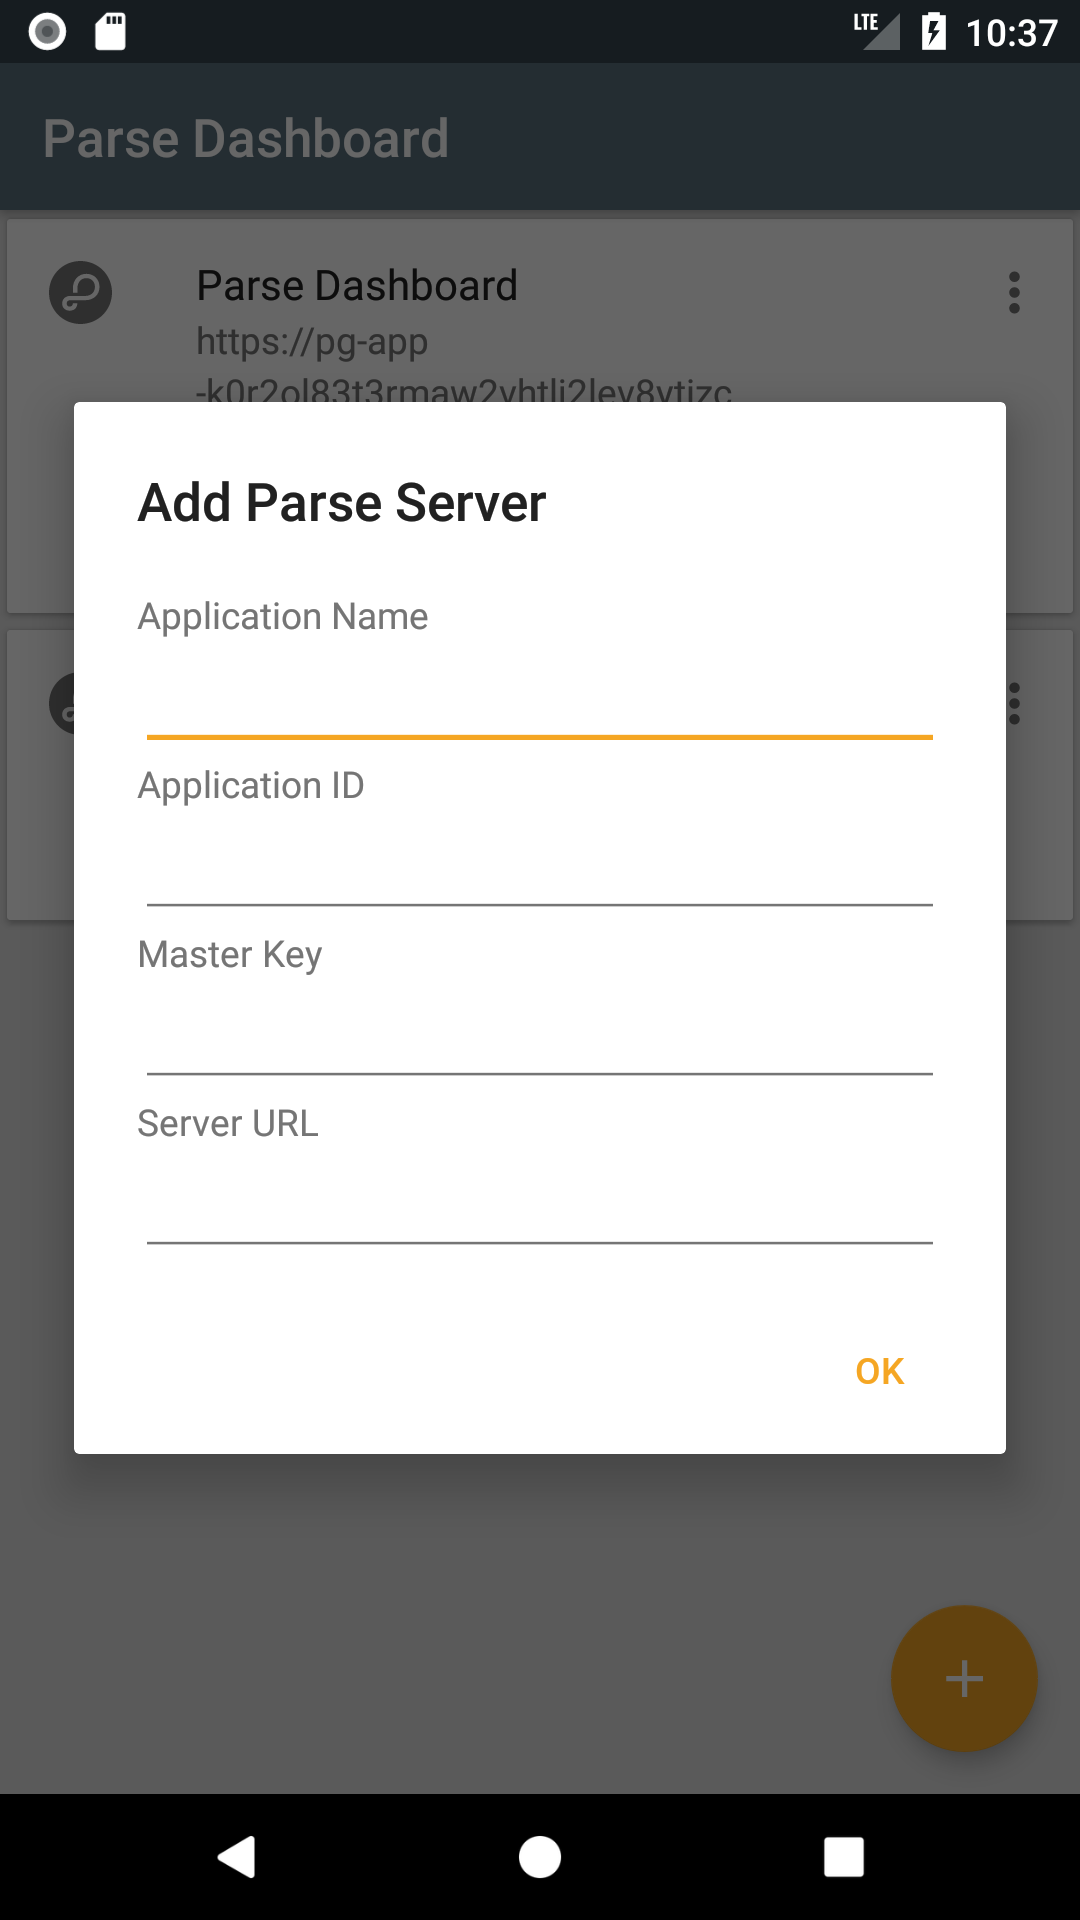 LTE 10:37
Parse Dashboard
Parse Dashboard
https://pg-app
Add Parse Server
Application Name
Application ID
Master Key
Server URL
OK